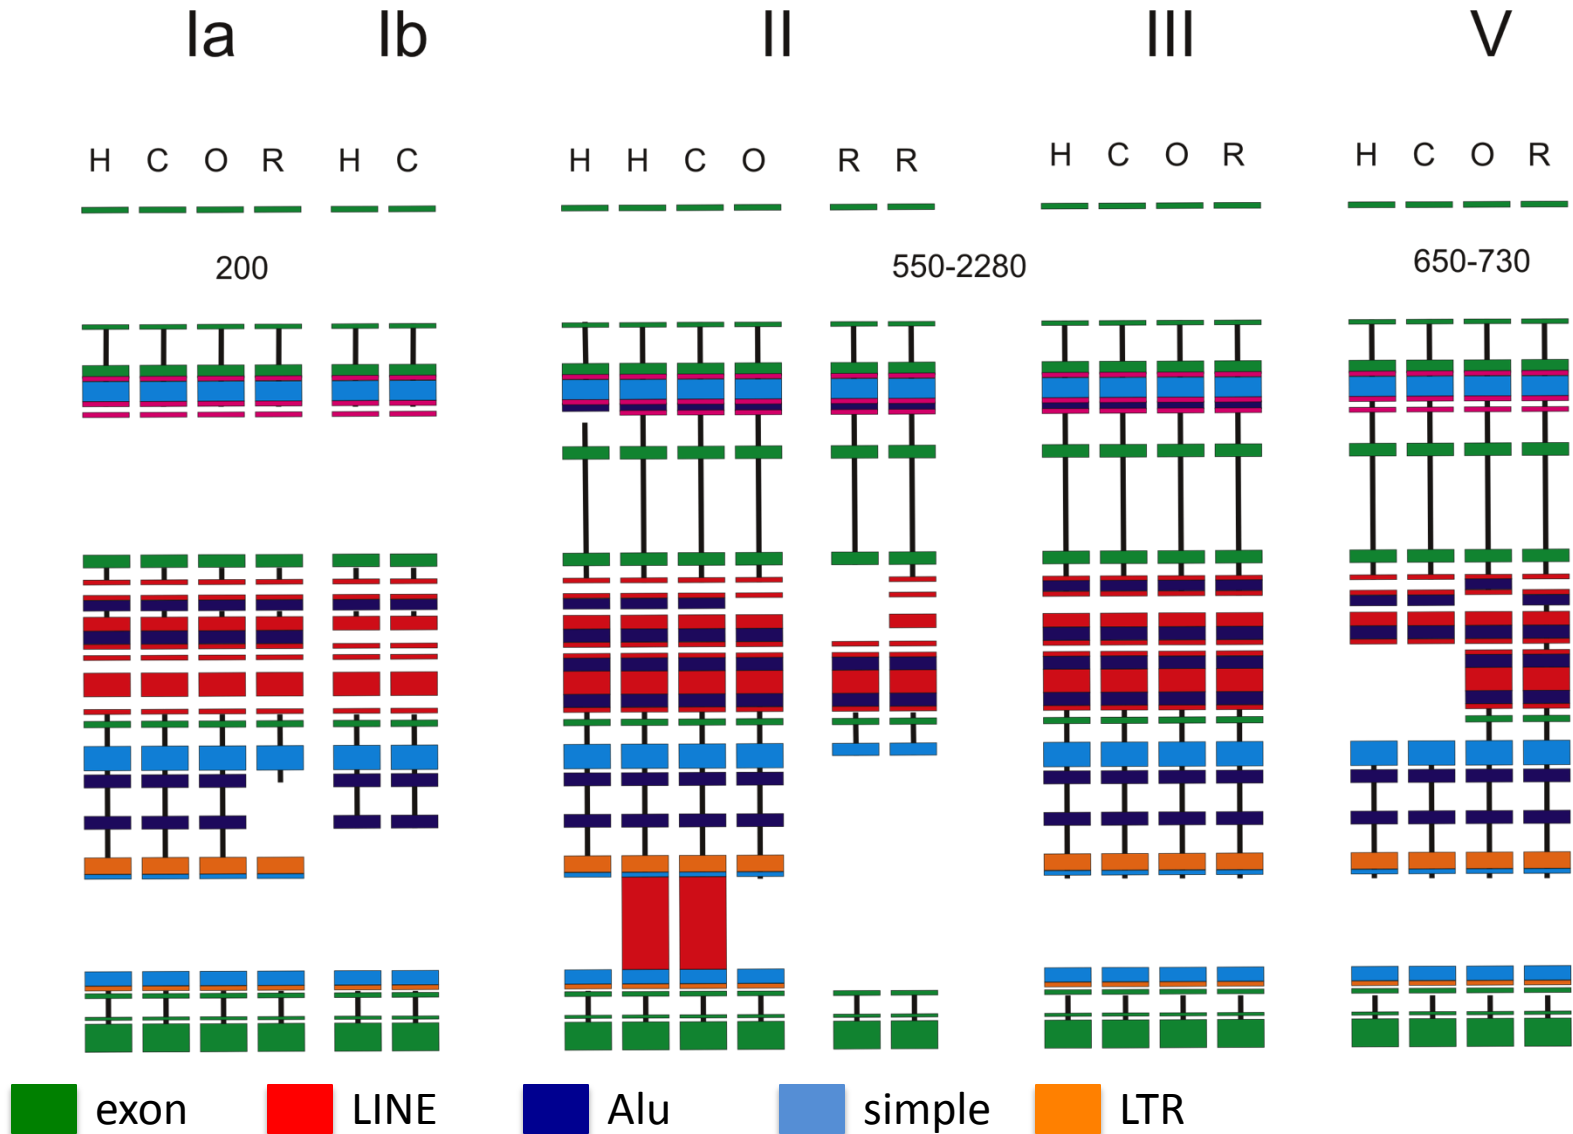 Ia Ib II III V
H C O R H C H H C O R R H C O R H C O R
200 550-2280 650-730
exon LINE Alu simple LTR